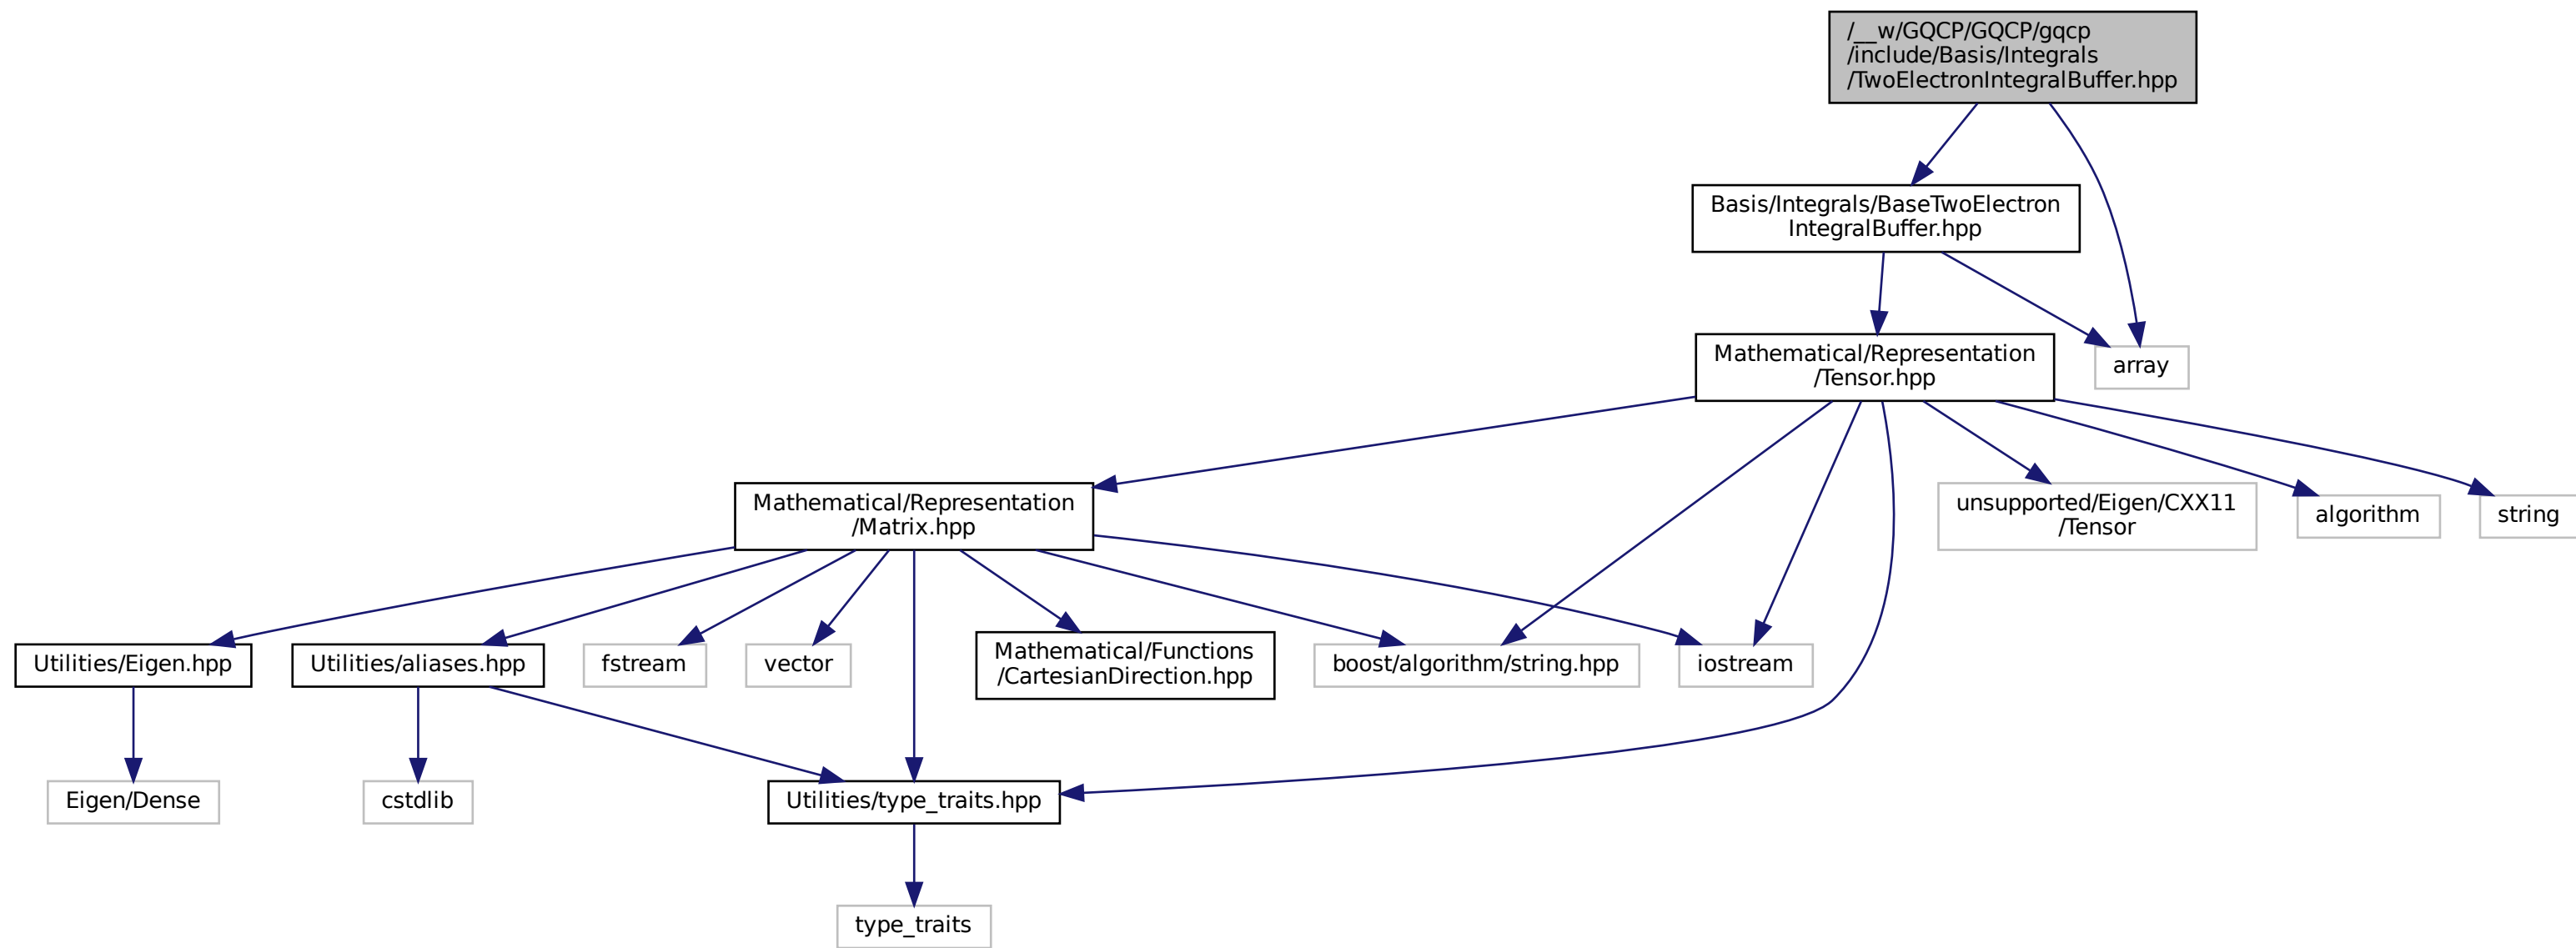 /__w/GQCP/GQCP/gqcp
/include/Basis/Integrals
/TwoElectronIntegralBuffer.hpp
Basis/Integrals/BaseTwoElectron
IntegralBuffer.hpp
Mathematical/Representation
/Tensor.hpp
array
Mathematical/Representation
/Matrix.hpp
unsupported/Eigen/CXX11
/Tensor
algorithm
string
Utilities/Eigen.hpp
Utilities/aliases.hpp
fstream
vector
Mathematical/Functions
/CartesianDirection.hpp
boost/algorithm/string.hpp
iostream
Eigen/Dense
cstdlib
Utilities/type_traits.hpp
type_traits